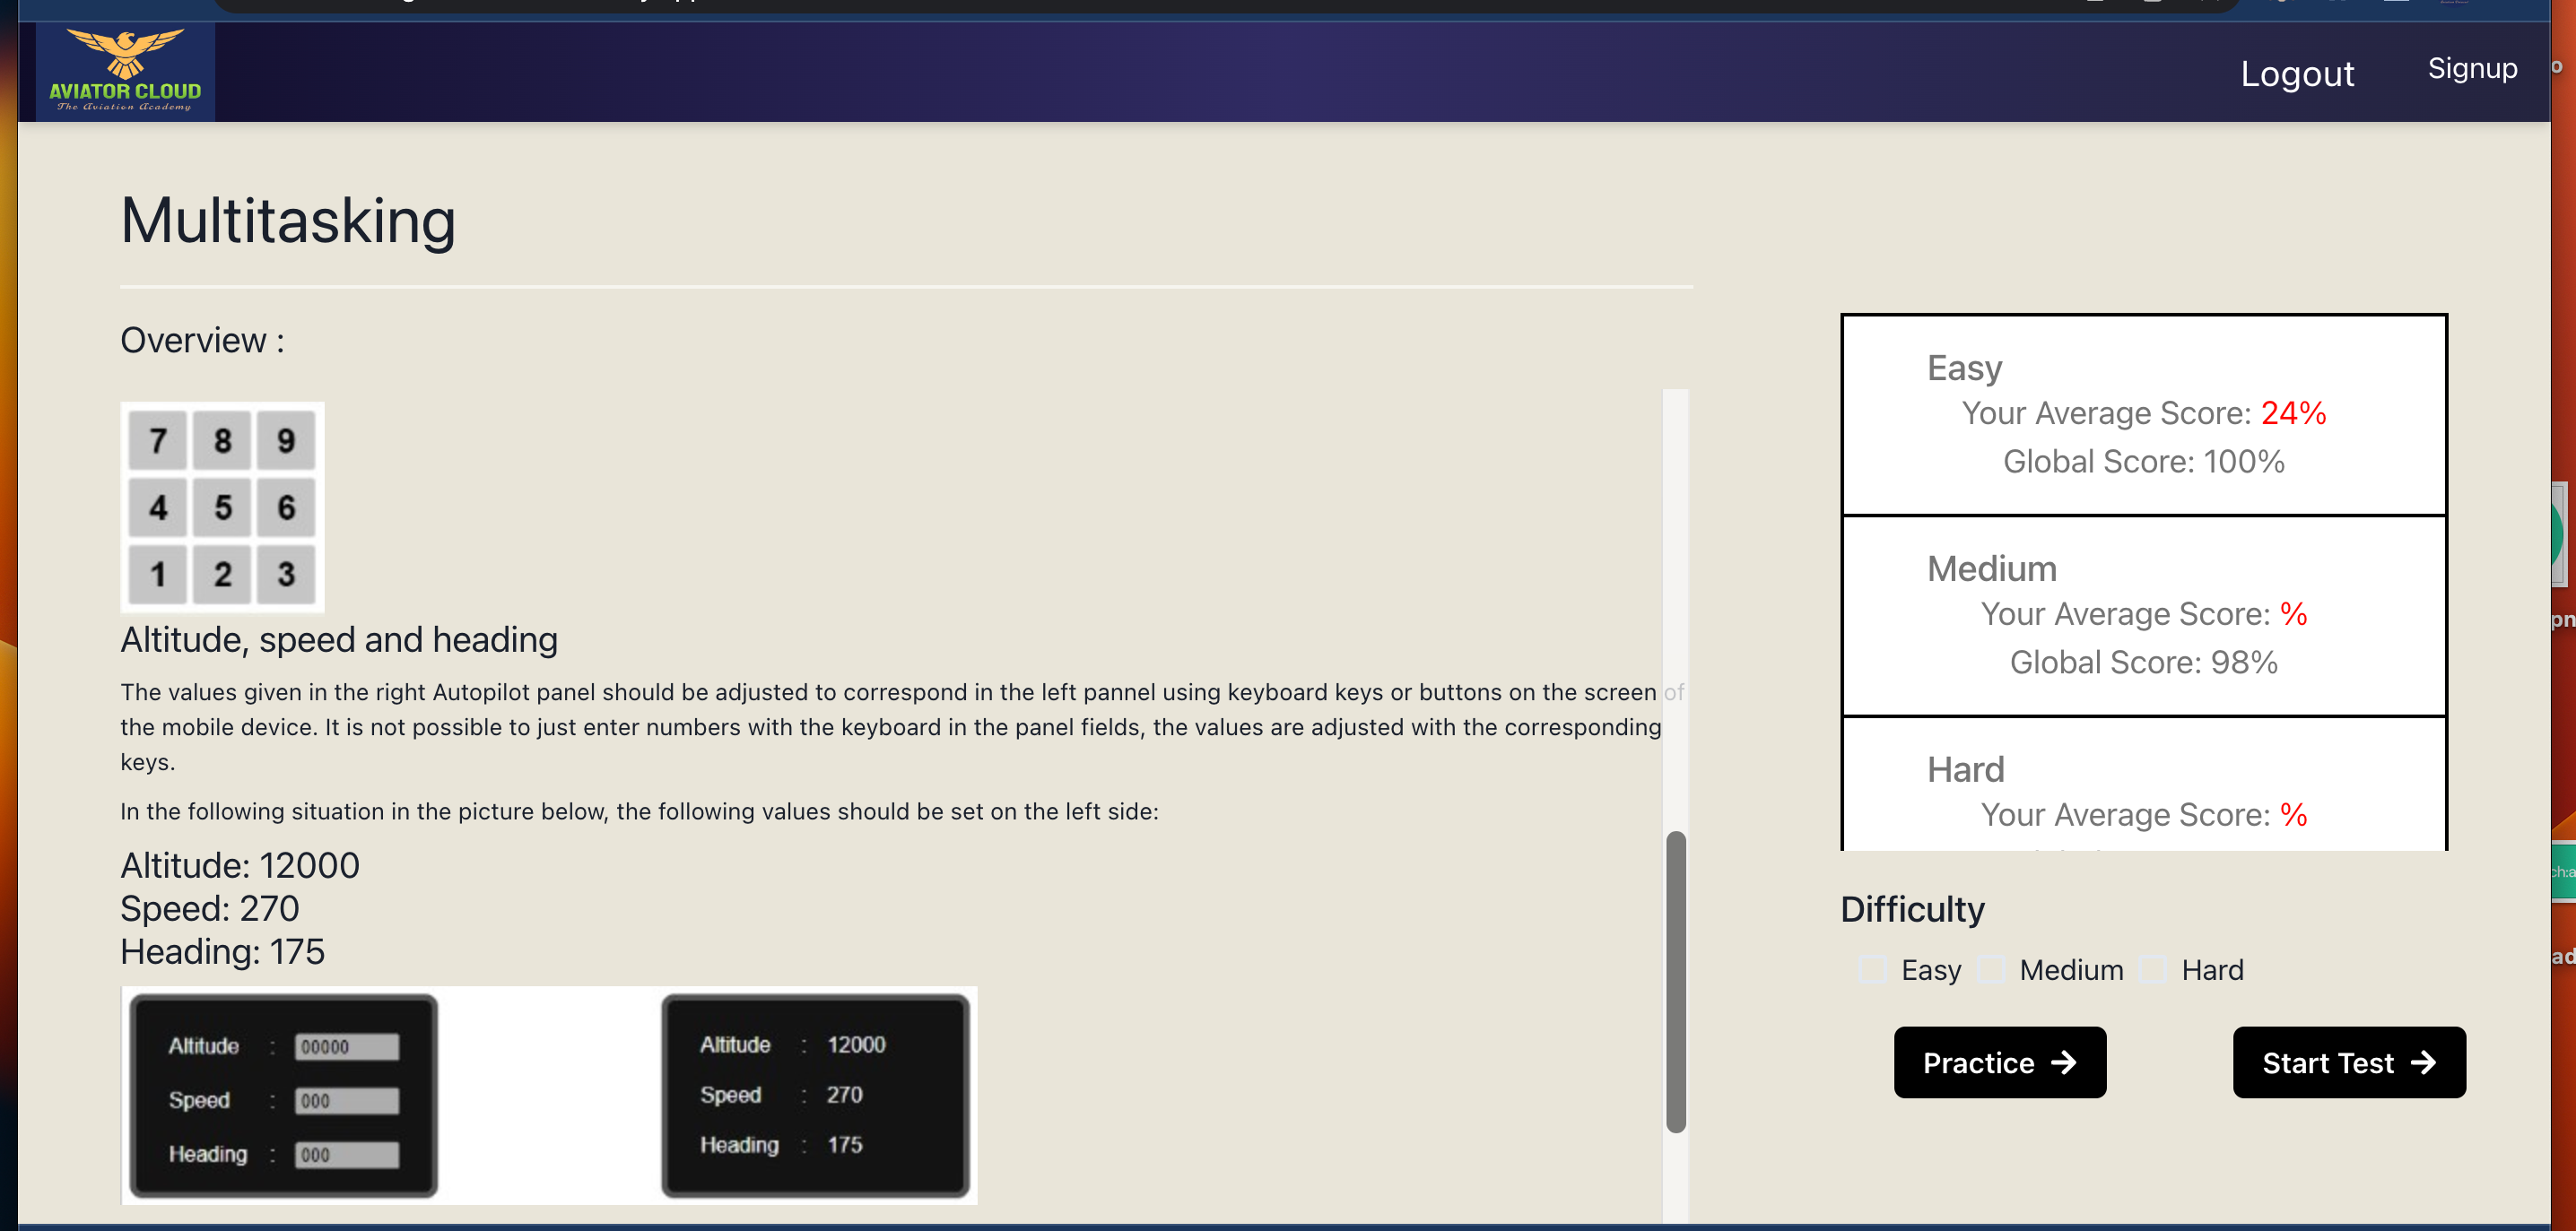 AVIATOR CLOUD
The Aviation Academy
Logout
Signup
Multitasking
Overview :
7 8 9
4 5 6
1 2 3
Altitude, speed and heading
The values given in the right Autopilot panel should be adjusted to correspond in the left pannel using keyboard keys or buttons on the screen of
the mobile device. It is not possible to just enter numbers with the keyboard in the panel fields, the values are adjusted with the corresponding
keys.
In the following situation in the picture below, the following values should be set on the left side:
Altitude: 12000
Speed: 270
Heading: 175
Altitude : 00000
Speed : 000
Heading : 000
Altitude : 12000
Speed : 270
Heading : 175
Easy
Your Average Score: 24%
Global Score: 100%
Medium
Your Average Score: %
Global Score: 98%
Hard
Your Average Score: %
Difficulty
Easy Medium Hard
Practice →
Start Test →